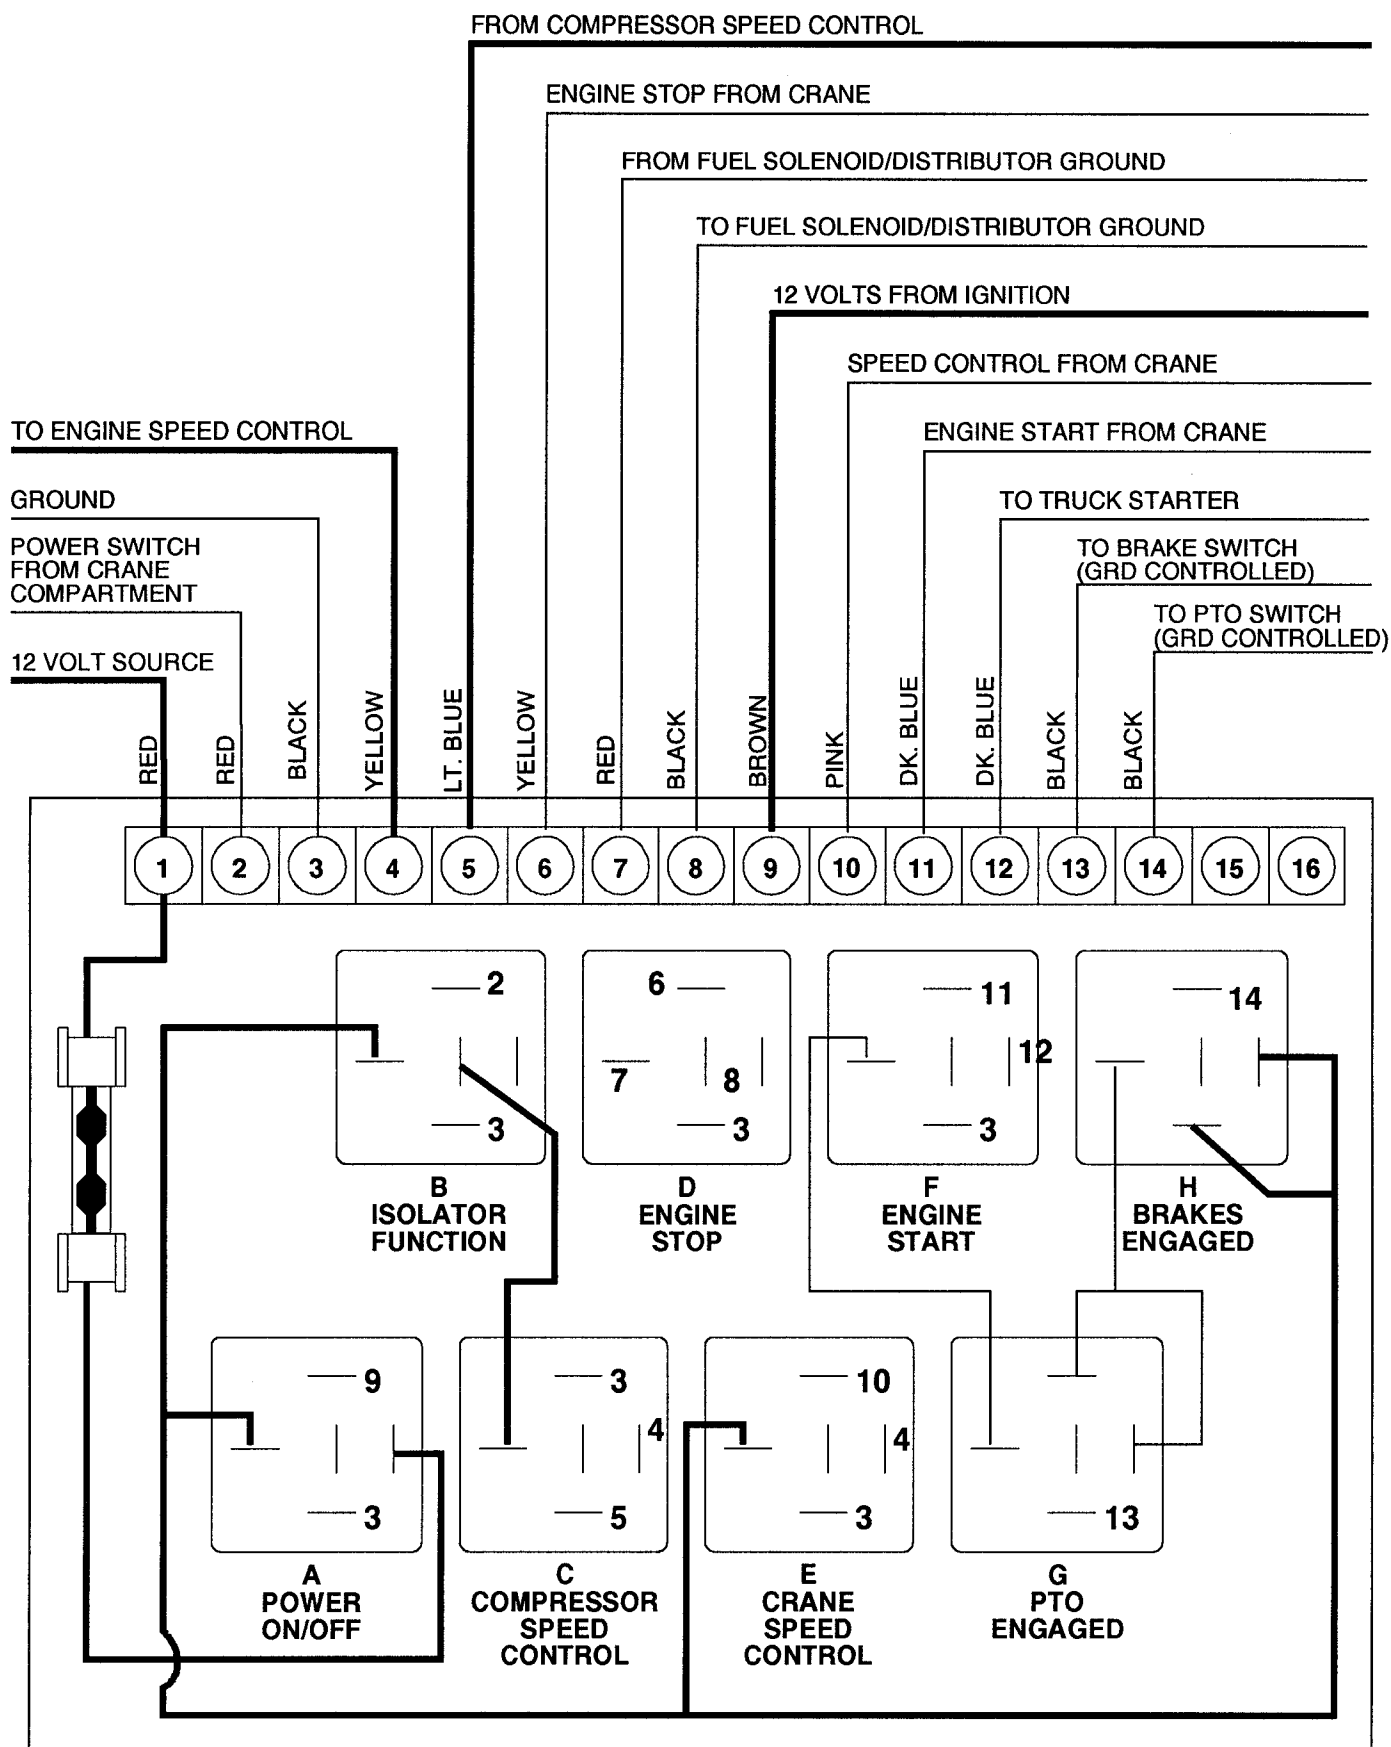 FROM COMPRESSOR SPEED CONTROL
ENGINE STOP FROM CRANE
FROM FUEL SOLENOID/DISTRIBUTOR GROUND
TO FUEL SOLENOID/DISTRIBUTOR GROUND
12 VOLTS FROM IGNITION
SPEED CONTROL FROM CRANE
TO ENGINE SPEED CONTROL
ENGINE START FROM CRANE
GROUND
TO TRUCK STARTER
POWER SWITCH
FROM CRANE
COMPARTMENT
TO BRAKE SWITCH
(GRD CONTROLLED)
TO PTO SWITCH
(GRD CONTROLLED)
12 VOLT SOURCE
RED
RED
BLACK
YELLOW
LT. BLUE
YELLOW
RED
BLACK
BROWN
PINK
DK. BLUE
DK. BLUE
BLACK
BLACK
1 2 3 4 5 6 7 8 9 10 11 12 13 14 15 16
2
3
B
ISOLATOR
FUNCTION
6
7
8
3
D
ENGINE
STOP
11
12
3
F
ENGINE
START
14
H
BRAKES
ENGAGED
9
3
A
POWER
ON/OFF
3
4
5
C
COMPRESSOR
SPEED
CONTROL
10
4
3
E
CRANE
SPEED
CONTROL
13
G
PTO
ENGAGED